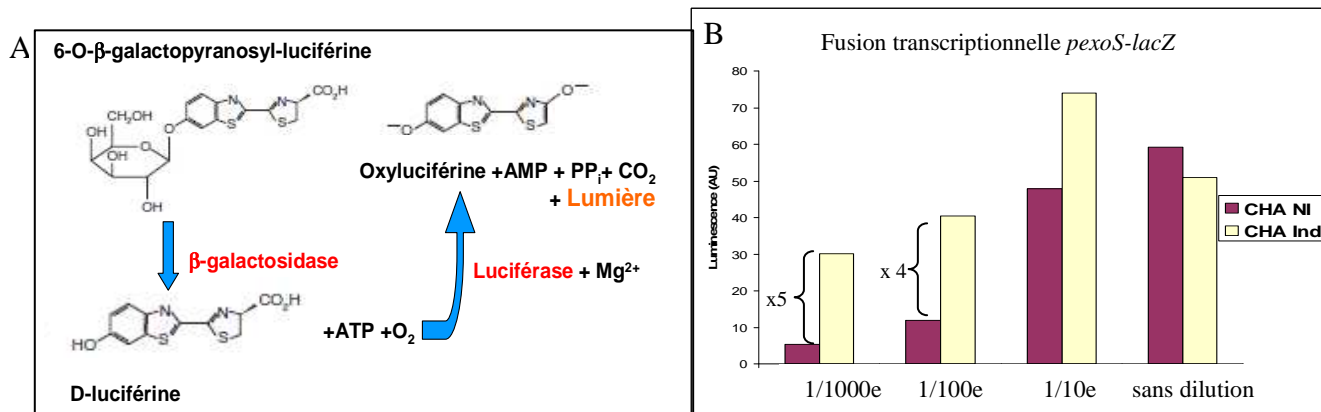 A
6-O-β-galactopyranosyl-luciférine
CO₂H
N
N
S
S
CH₂OH
O
O
OH
OH
OH
OH
N
N
S
S
O
O
Oxyluciférine +AMP + PPᵢ+ CO₂
+ Lumière
β-galactosidase
Luciférase + Mg²⁺
CO₂H
N
N
S
S
HO
+ATP +O₂
D-luciférine
B
Fusion transcriptionnelle pexoS-lacZ
Luminescence (AU)
80
70
60
50
40
30
20
10
0
x5
x 4
CHA NI
CHA Ind
1/1000e 1/100e 1/10e sans dilution